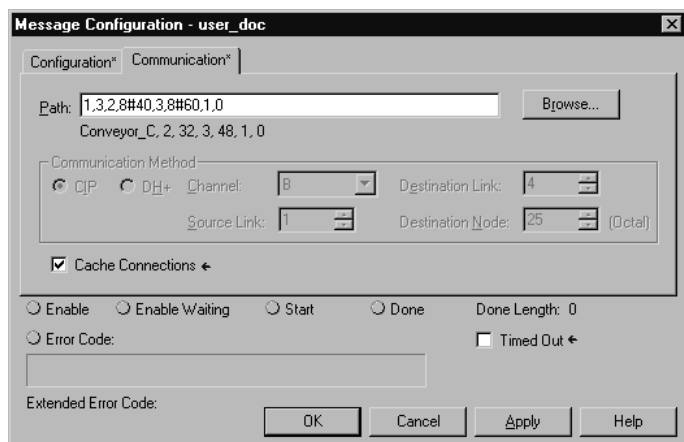 Message Configuration - user_doc
Configuration* Communication*
Path: 1,3,2,8#40,3,8#60,1,0 Browse...
Conveyor_C, 2, 32, 3, 48, 1, 0
Communication Method
CIP DH+ Channel: B Destination Link: 4
Source Link: 1 Destination Node: 25 (Octal)
Cache Connections ←
Enable Enable Waiting Start Done Done Length: 0
Error Code: Timed Out ←
Extended Error Code:
OK Cancel Apply Help